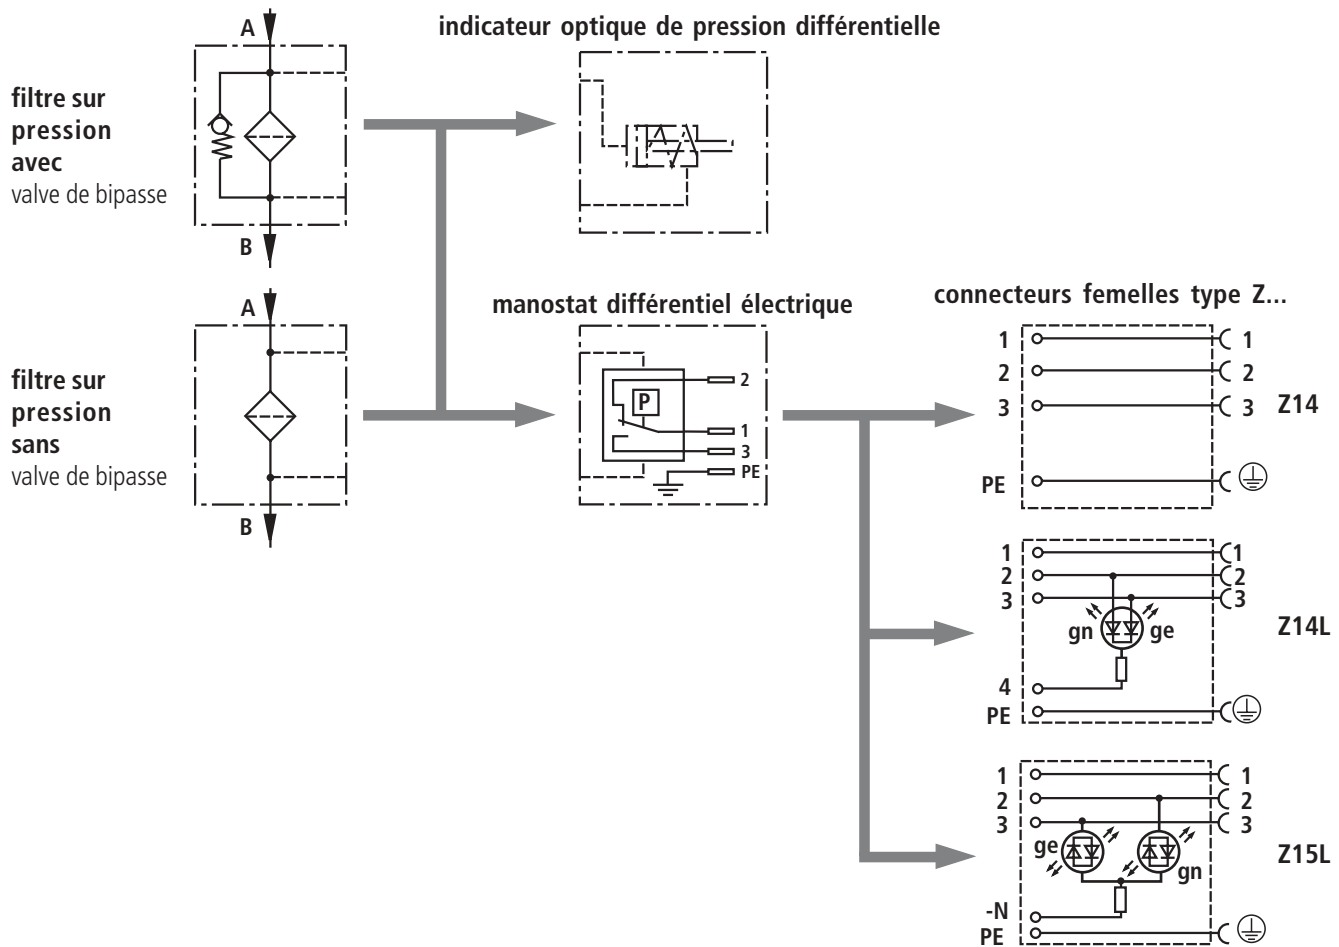 A
indicateur optique de pression différentielle
filtre sur
pression
avec
valve de bipasse
B
A
manostat différentiel électrique
connecteurs femelles type Z...
filtre sur
pression
sans
valve de bipasse
B
P
2
1
3
PE
1 1
2 2
3 3 Z14
PE
1 1
2 2
3 3
gn ge Z14L
4
PE
1 1
2 2
3 3
ge gn Z15L
-N
PE